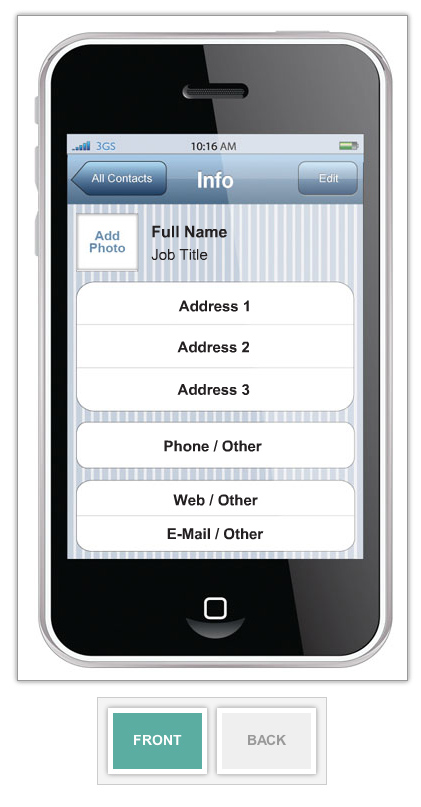 3GS 10:16 AM
All Contacts Info Edit
Add
Photo
Full Name
Job Title
Address 1
Address 2
Address 3
Phone / Other
Web / Other
E-Mail / Other
FRONT BACK